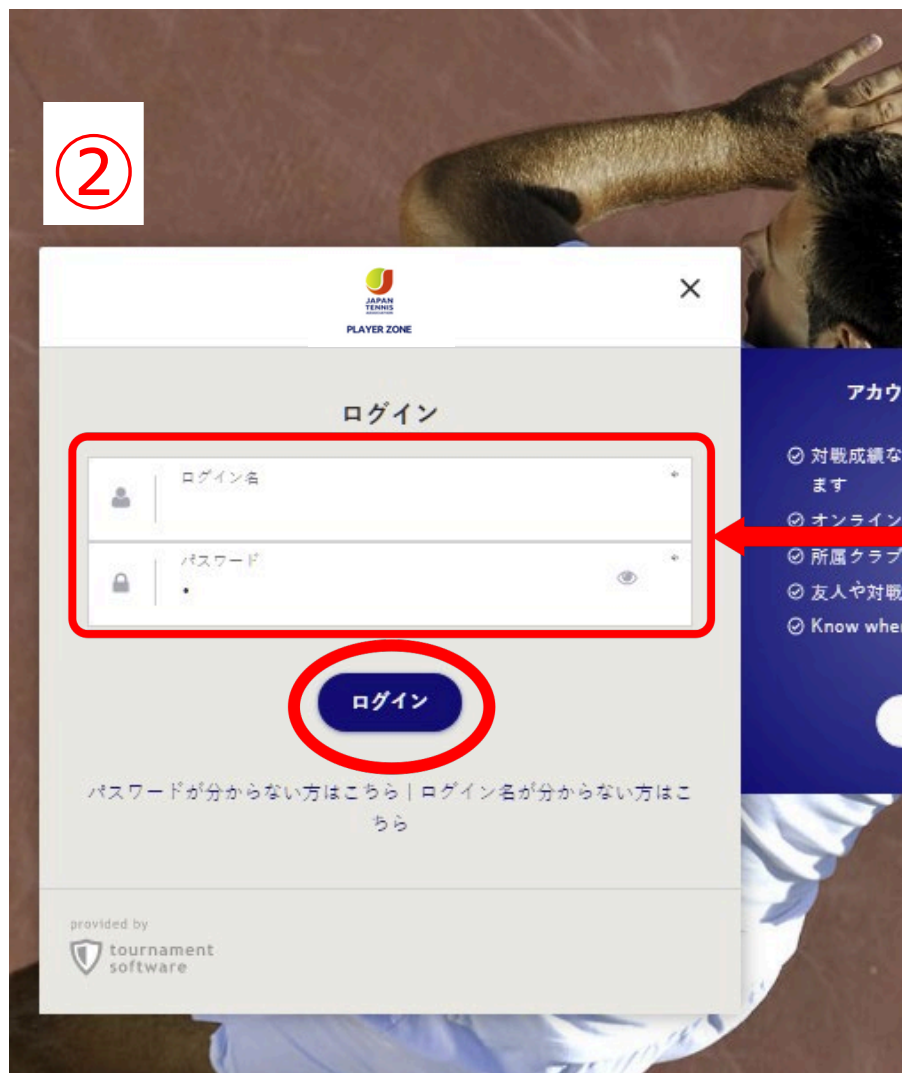 ②
JAPAN
TENNIS
ASSOCIATION
PLAYER ZONE
ログイン
ログイン名 *
パスワード *
•
ログイン
パスワードが分からない方はこちら | ログイン名が分からない方はこ
ちら
provided by
tournament
software
アカウ
対戦成績な
ます
オンライン
所属クラブ
友人や対戦
Know when